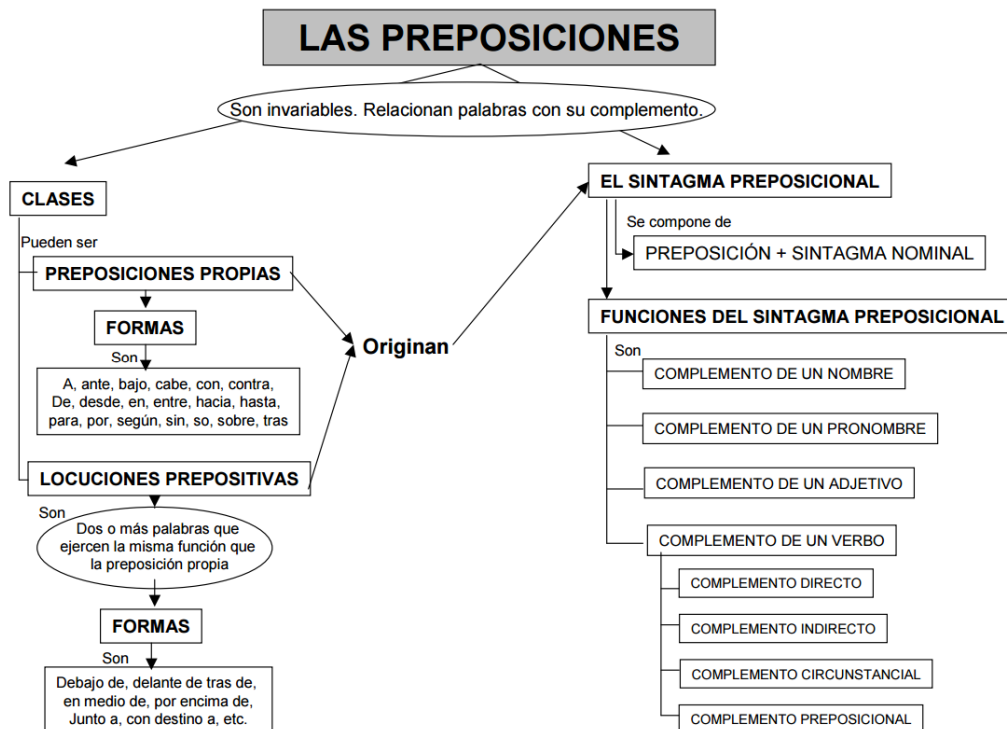 LAS PREPOSICIONES
Son invariables. Relacionan palabras con su complemento.
CLASES
Pueden ser
PREPOSICIONES PROPIAS
FORMAS
Son
A, ante, bajo, cabe, con, contra,
De, desde, en, entre, hacia, hasta,
para, por, según, sin, so, sobre, tras
LOCUCIONES PREPOSITIVAS
Son
Dos o más palabras que
ejercen la misma función que
la preposición propia
FORMAS
Son
Debajo de, delante de tras de,
en medio de, por encima de,
Junto a, con destino a, etc.
Originan
EL SINTAGMA PREPOSICIONAL
Se compone de
PREPOSICIÓN + SINTAGMA NOMINAL
FUNCIONES DEL SINTAGMA PREPOSICIONAL
Son
COMPLEMENTO DE UN NOMBRE
COMPLEMENTO DE UN PRONOMBRE
COMPLEMENTO DE UN ADJETIVO
COMPLEMENTO DE UN VERBO
COMPLEMENTO DIRECTO
COMPLEMENTO INDIRECTO
COMPLEMENTO CIRCUNSTANCIAL
COMPLEMENTO PREPOSICIONAL